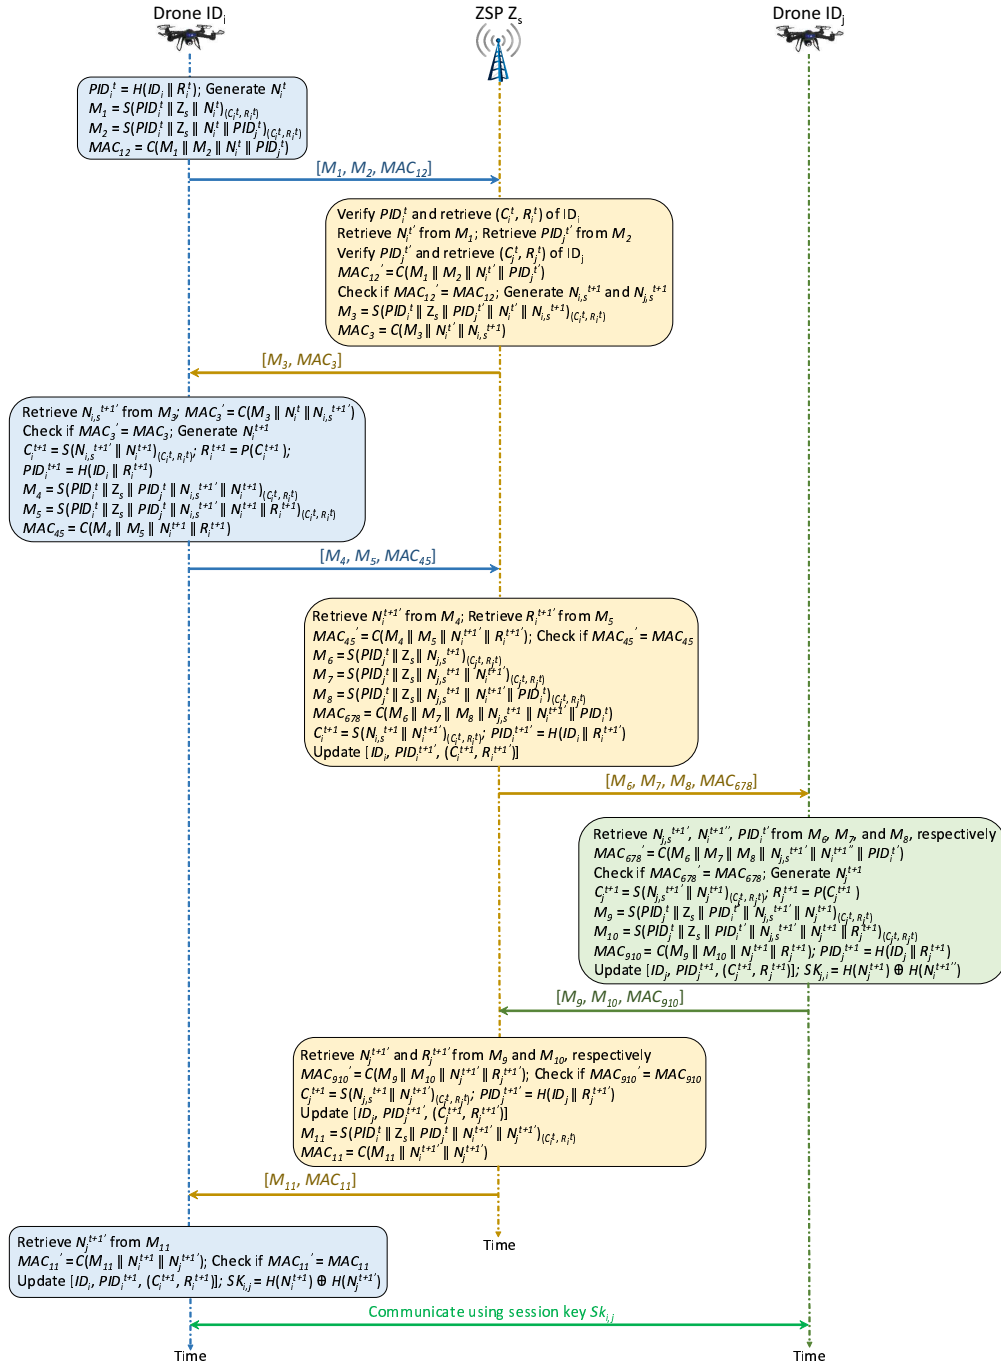 Drone IDᵢ
ZSP Zₛ
Drone IDⱼ
PIDᵢᵗ = H(IDᵢ ‖ Rᵢᵗ); Generate Nᵢᵗ
M₁ = S(PIDᵢᵗ ‖ Zₛ ‖ Nᵢᵗ)_(Cᵢᵗ, Rᵢᵗ)
M₂ = S(PIDᵢᵗ ‖ Zₛ ‖ Nᵢᵗ ‖ PIDⱼᵗ)_(Cᵢᵗ, Rᵢᵗ)
MAC₁₂ = C(M₁ ‖ M₂ ‖ Nᵢᵗ ‖ PIDⱼᵗ)
[M₁, M₂, MAC₁₂]
Verify PIDᵢᵗ and retrieve (Cᵢᵗ, Rᵢᵗ) of IDᵢ
Retrieve Nᵢᵗ′ from M₁; Retrieve PIDⱼᵗ′ from M₂
Verify PIDⱼᵗ′ and retrieve (Cⱼᵗ, Rⱼᵗ) of IDⱼ
MAC₁₂′ = C(M₁ ‖ M₂ ‖ Nᵢᵗ′ ‖ PIDⱼᵗ′)
Check if MAC₁₂′ = MAC₁₂; Generate Nᵢ,ₛᵗ⁺¹ and Nⱼ,ₛᵗ⁺¹
M₃ = S(PIDᵢᵗ ‖ Zₛ ‖ PIDⱼᵗ′ ‖ Nᵢᵗ′ ‖ Nᵢ,ₛᵗ⁺¹)_(Cᵢᵗ, Rᵢᵗ)
MAC₃ = C(M₃ ‖ Nᵢᵗ′ ‖ Nᵢ,ₛᵗ⁺¹)
[M₃, MAC₃]
Retrieve Nᵢ,ₛᵗ⁺¹′ from M₃; MAC₃′ = C(M₃ ‖ Nᵢᵗ ‖ Nᵢ,ₛᵗ⁺¹′)
Check if MAC₃′ = MAC₃; Generate Nᵢᵗ⁺¹
Cᵢᵗ⁺¹ = S(Nᵢ,ₛᵗ⁺¹′ ‖ Nᵢᵗ⁺¹)_(Cᵢᵗ, Rᵢᵗ); Rᵢᵗ⁺¹ = P(Cᵢᵗ⁺¹);
PIDᵢᵗ⁺¹ = H(IDᵢ ‖ Rᵢᵗ⁺¹)
M₄ = S(PIDᵢᵗ ‖ Zₛ ‖ PIDⱼᵗ ‖ Nᵢ,ₛᵗ⁺¹′ ‖ Nᵢᵗ⁺¹)_(Cᵢᵗ, Rᵢᵗ)
M₅ = S(PIDᵢᵗ ‖ Zₛ ‖ PIDⱼᵗ ‖ Nᵢ,ₛᵗ⁺¹′ ‖ Nᵢᵗ⁺¹ ‖ Rᵢᵗ⁺¹)_(Cᵢᵗ, Rᵢᵗ)
MAC₄₅ = C(M₄ ‖ M₅ ‖ Nᵢᵗ⁺¹ ‖ Rᵢᵗ⁺¹)
[M₄, M₅, MAC₄₅]
Retrieve Nᵢᵗ⁺¹′ from M₄; Retrieve Rᵢᵗ⁺¹′ from M₅
MAC₄₅′ = C(M₄ ‖ M₅ ‖ Nᵢᵗ⁺¹′ ‖ Rᵢᵗ⁺¹′); Check if MAC₄₅′ = MAC₄₅
M₆ = S(PIDⱼᵗ ‖ Zₛ ‖ Nⱼ,ₛᵗ⁺¹)_(Cⱼᵗ, Rⱼᵗ)
M₇ = S(PIDⱼᵗ ‖ Zₛ ‖ Nⱼ,ₛᵗ⁺¹ ‖ Nᵢᵗ⁺¹′)_(Cⱼᵗ, Rⱼᵗ)
M₈ = S(PIDⱼᵗ ‖ Zₛ ‖ Nⱼ,ₛᵗ⁺¹ ‖ Nᵢᵗ⁺¹′ ‖ PIDᵢᵗ)_(Cⱼᵗ, Rⱼᵗ)
MAC₆₇₈ = C(M₆ ‖ M₇ ‖ M₈ ‖ Nⱼ,ₛᵗ⁺¹ ‖ Nᵢᵗ⁺¹′ ‖ PIDᵢᵗ)
Cᵢᵗ⁺¹ = S(Nᵢ,ₛᵗ⁺¹ ‖ Nᵢᵗ⁺¹′)_(Cᵢᵗ, Rᵢᵗ); PIDᵢᵗ⁺¹′ = H(IDᵢ ‖ Rᵢᵗ⁺¹′)
Update [IDᵢ, PIDᵢᵗ⁺¹′, (Cᵢᵗ⁺¹, Rᵢᵗ⁺¹′)]
[M₆, M₇, M₈, MAC₆₇₈]
Retrieve Nⱼ,ₛᵗ⁺¹′, Nᵢᵗ⁺¹′′, PIDᵢᵗ′ from M₆, M₇, and M₈, respectively
MAC₆₇₈′ = C(M₆ ‖ M₇ ‖ M₈ ‖ Nⱼ,ₛᵗ⁺¹′ ‖ Nᵢᵗ⁺¹′′ ‖ PIDᵢᵗ′)
Check if MAC₆₇₈′ = MAC₆₇₈; Generate Nⱼᵗ⁺¹
Cⱼᵗ⁺¹ = S(Nⱼ,ₛᵗ⁺¹′ ‖ Nⱼᵗ⁺¹)_(Cⱼᵗ, Rⱼᵗ); Rⱼᵗ⁺¹ = P(Cⱼᵗ⁺¹ )
M₉ = S(PIDⱼᵗ ‖ Zₛ ‖ PIDᵢᵗ′ ‖ Nⱼ,ₛᵗ⁺¹′ ‖ Nⱼᵗ⁺¹)_(Cⱼᵗ, Rⱼᵗ)
M₁₀ = S(PIDⱼᵗ ‖ Zₛ ‖ PIDᵢᵗ′ ‖ Nⱼ,ₛᵗ⁺¹′ ‖ Nⱼᵗ⁺¹ ‖ Rⱼᵗ⁺¹)_(Cⱼᵗ, Rⱼᵗ)
MAC₉₁₀ = C(M₉ ‖ M₁₀ ‖ Nⱼᵗ⁺¹ ‖ Rⱼᵗ⁺¹); PIDⱼᵗ⁺¹ = H(IDⱼ ‖ Rⱼᵗ⁺¹)
Update [IDⱼ, PIDⱼᵗ⁺¹, (Cⱼᵗ⁺¹, Rⱼᵗ⁺¹)]; SKⱼ,ᵢ = H(Nⱼᵗ⁺¹) ⊕ H(Nᵢᵗ⁺¹′′)
[M₉, M₁₀, MAC₉₁₀]
Retrieve Nⱼᵗ⁺¹′ and Rⱼᵗ⁺¹′ from M₉ and M₁₀, respectively
MAC₉₁₀′ = C(M₉ ‖ M₁₀ ‖ Nⱼᵗ⁺¹′ ‖ Rⱼᵗ⁺¹′); Check if MAC₉₁₀′ = MAC₉₁₀
Cⱼᵗ⁺¹ = S(Nⱼ,ₛᵗ⁺¹ ‖ Nⱼᵗ⁺¹′)_(Cⱼᵗ, Rⱼᵗ); PIDⱼᵗ⁺¹′ = H(IDⱼ ‖ Rⱼᵗ⁺¹′)
Update [IDⱼ, PIDⱼᵗ⁺¹′, (Cⱼᵗ⁺¹, Rⱼᵗ⁺¹′)]
M₁₁ = S(PIDᵢᵗ ‖ Zₛ ‖ PIDⱼᵗ ‖ Nᵢᵗ⁺¹′ ‖ Nⱼᵗ⁺¹′)_(Cᵢᵗ, Rᵢᵗ)
MAC₁₁ = C(M₁₁ ‖ Nᵢᵗ⁺¹′ ‖ Nⱼᵗ⁺¹′)
[M₁₁, MAC₁₁]
Time
Retrieve Nⱼᵗ⁺¹′ from M₁₁
MAC₁₁′ = C(M₁₁ ‖ Nᵢᵗ⁺¹ ‖ Nⱼᵗ⁺¹′); Check if MAC₁₁′ = MAC₁₁
Update [IDᵢ, PIDᵢᵗ⁺¹, (Cᵢᵗ⁺¹, Rᵢᵗ⁺¹)]; SKᵢ,ⱼ = H(Nᵢᵗ⁺¹) ⊕ H(Nⱼᵗ⁺¹′)
Communicate using session key Skᵢ,ⱼ
Time
Time